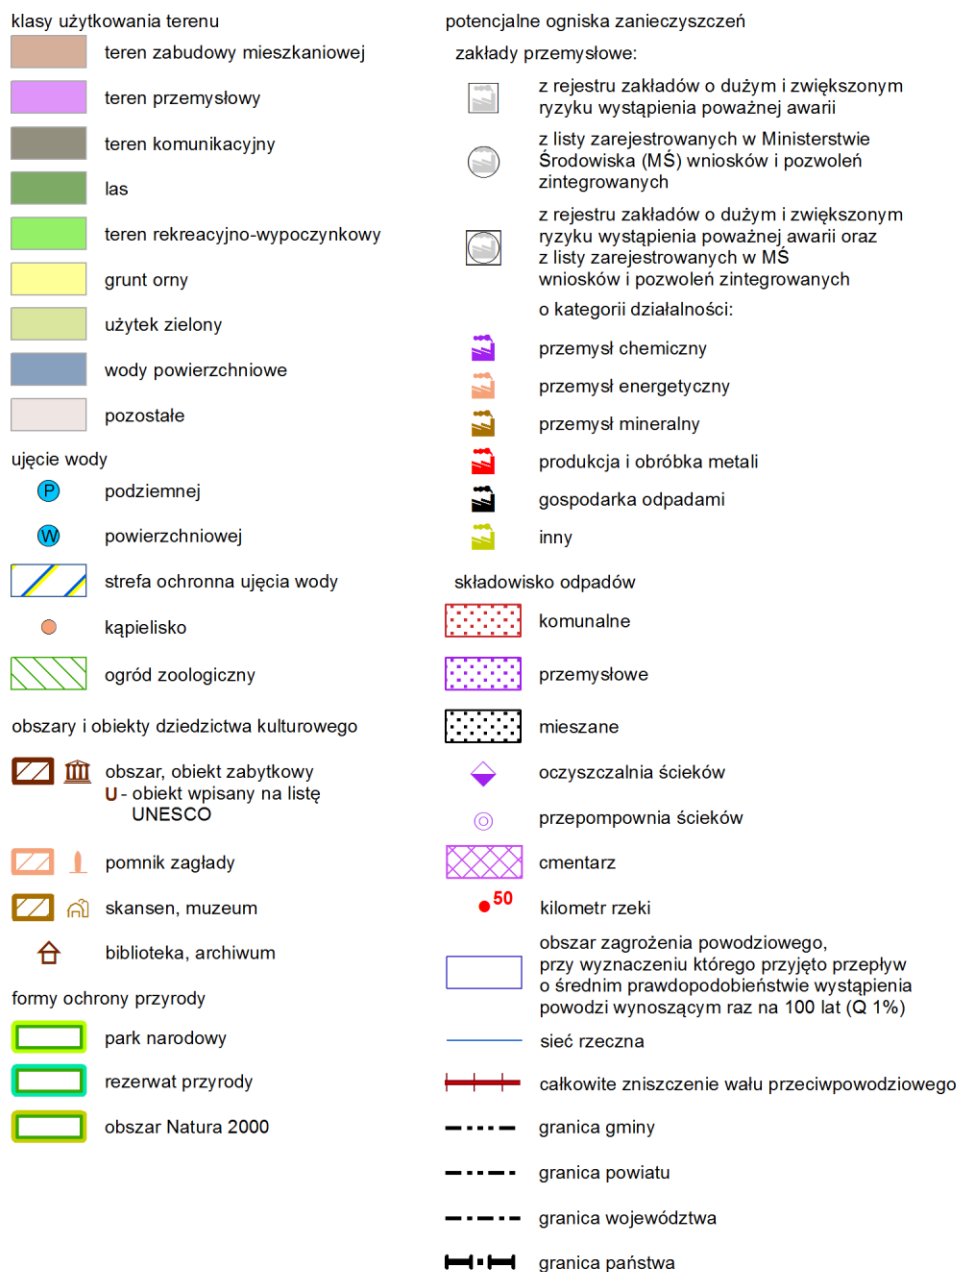 klasy użytkowania terenu
teren zabudowy mieszkaniowej
teren przemysłowy
teren komunikacyjny
las
teren rekreacyjno-wypoczynkowy
grunt orny
użytek zielony
wody powierzchniowe
pozostałe
ujęcie wody
P podziemnej
W powierzchniowej
strefa ochronna ujęcia wody
kąpielisko
ogród zoologiczny
obszary i obiekty dziedzictwa kulturowego
obszar, obiekt zabytkowy
U - obiekt wpisany na listę
UNESCO
pomnik zagłady
skansen, muzeum
biblioteka, archiwum
formy ochrony przyrody
park narodowy
rezerwat przyrody
obszar Natura 2000
potencjalne ogniska zanieczyszczeń
zakłady przemysłowe:
z rejestru zakładów o dużym i zwiększonym
ryzyku wystąpienia poważnej awarii
z listy zarejestrowanych w Ministerstwie
Środowiska (MŚ) wniosków i pozwoleń
zintegrowanych
z rejestru zakładów o dużym i zwiększonym
ryzyku wystąpienia poważnej awarii oraz
z listy zarejestrowanych w MŚ
wniosków i pozwoleń zintegrowanych
o kategorii działalności:
przemysł chemiczny
przemysł energetyczny
przemysł mineralny
produkcja i obróbka metali
gospodarka odpadami
inny
składowisko odpadów
komunalne
przemysłowe
mieszane
oczyszczalnia ścieków
przepompownia ścieków
cmentarz
50 kilometr rzeki
obszar zagrożenia powodziowego,
przy wyznaczeniu którego przyjęto przepływ
o średnim prawdopodobieństwie wystąpienia
powodzi wynoszącym raz na 100 lat (Q 1%)
sieć rzeczna
całkowite zniszczenie wału przeciwpowodziowego
granica gminy
granica powiatu
granica województwa
granica państwa